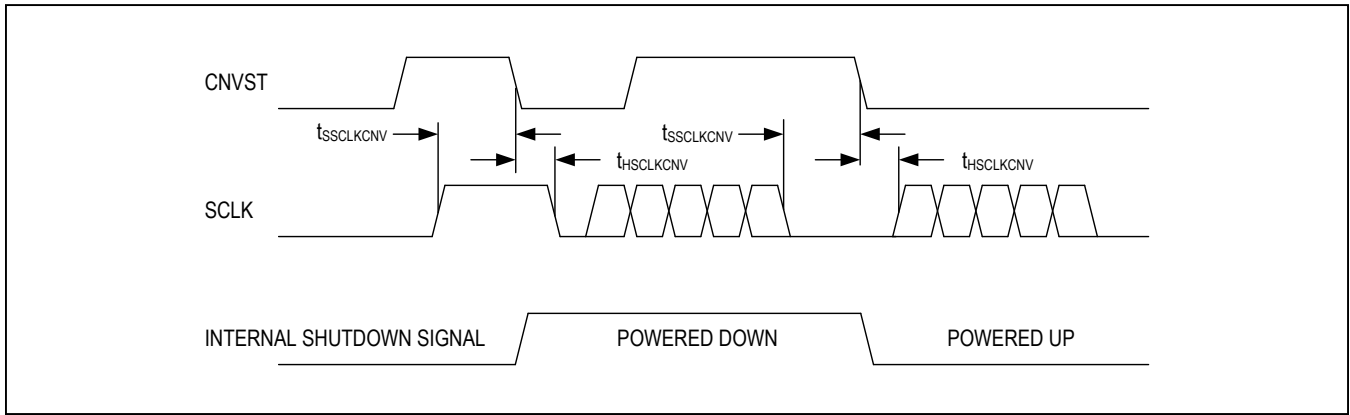 CNVST
tSSCLKCNV
tSSCLKCNV
tHSCLKCNV
tHSCLKCNV
SCLK
INTERNAL SHUTDOWN SIGNAL
POWERED DOWN
POWERED UP